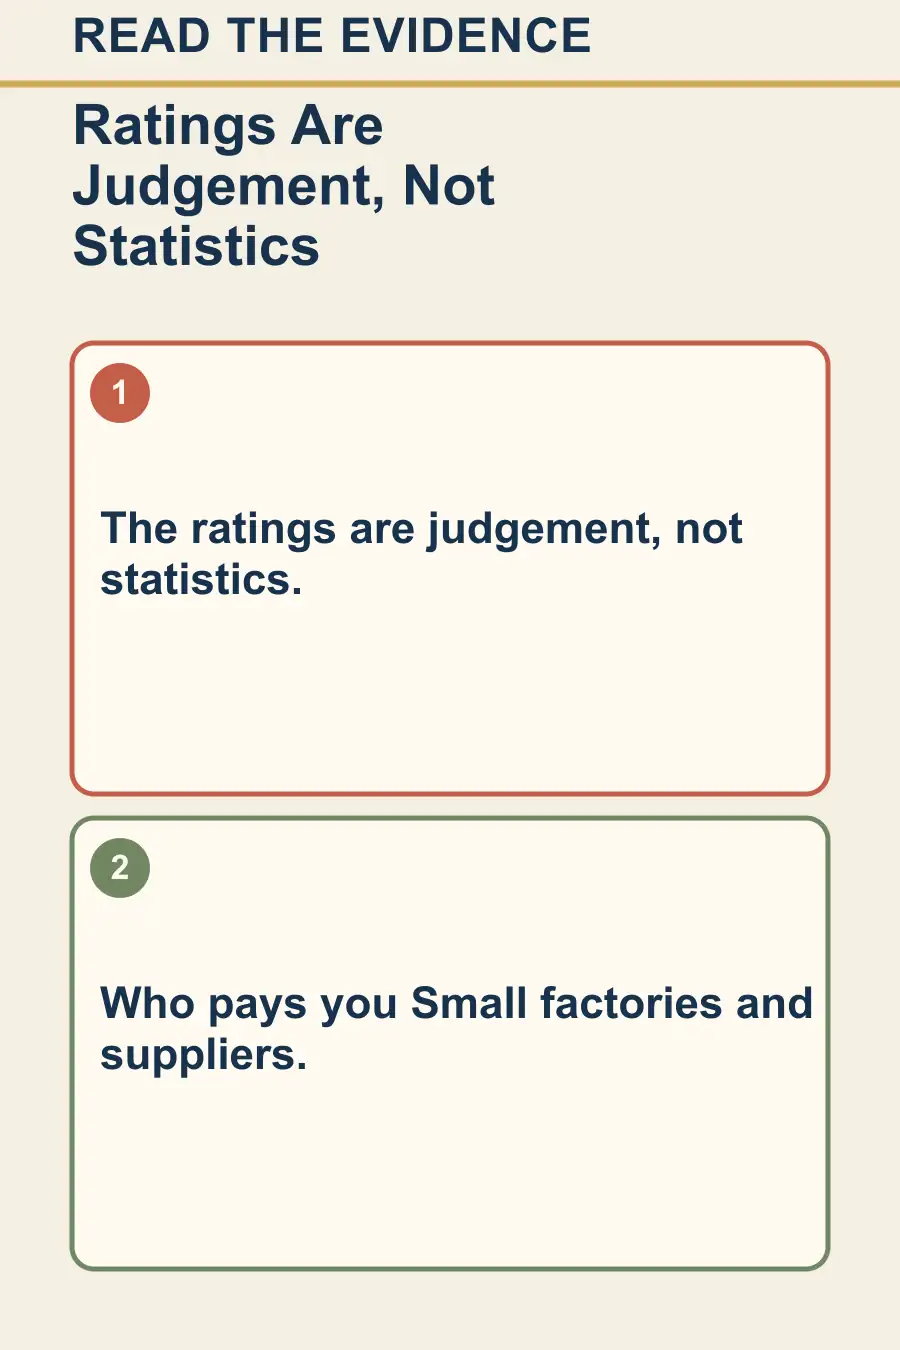 READ THE EVIDENCE
Ratings Are
Judgement, Not
Statistics
1
The ratings are judgement, not
statistics.
2
Who pays you Small factories and
suppliers.